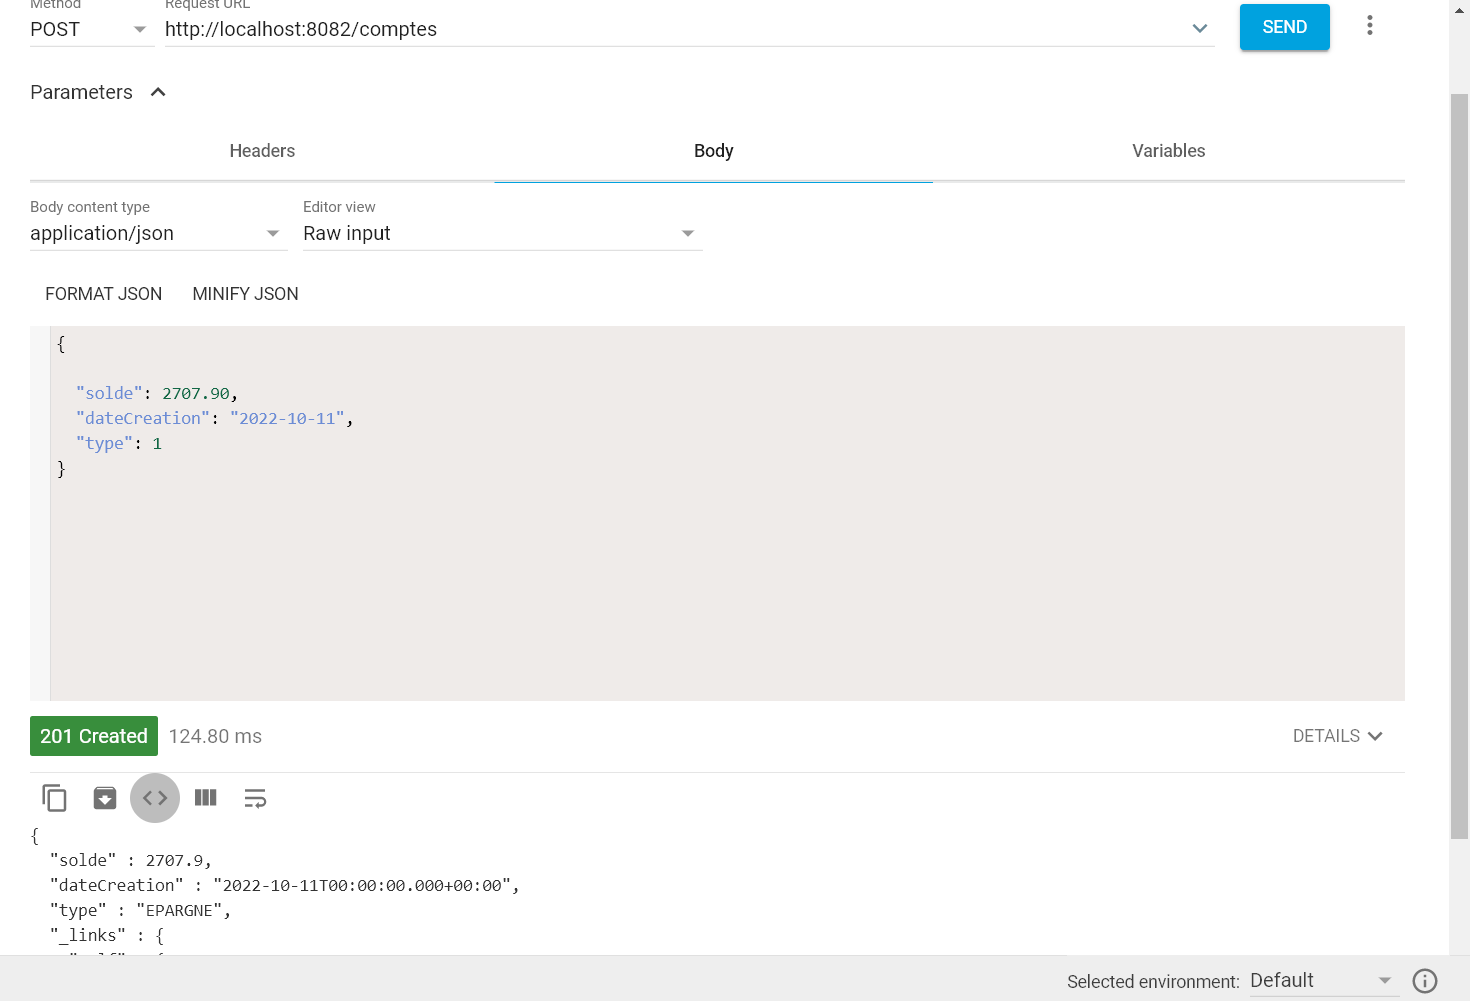 Method
Request URL
POST
http://localhost:8082/comptes
SEND
Parameters
Headers
Body
Variables
Body content type
Editor view
application/json
Raw input
FORMAT JSON
MINIFY JSON
{
"solde": 2707.90,
"dateCreation": "2022-10-11",
"type": 1
}
201 Created
124.80 ms
DETAILS
{
"solde" : 2707.9,
"dateCreation" : "2022-10-11T00:00:00.000+00:00",
"type" : "EPARGNE",
"_links" : {
Selected environment:
Default